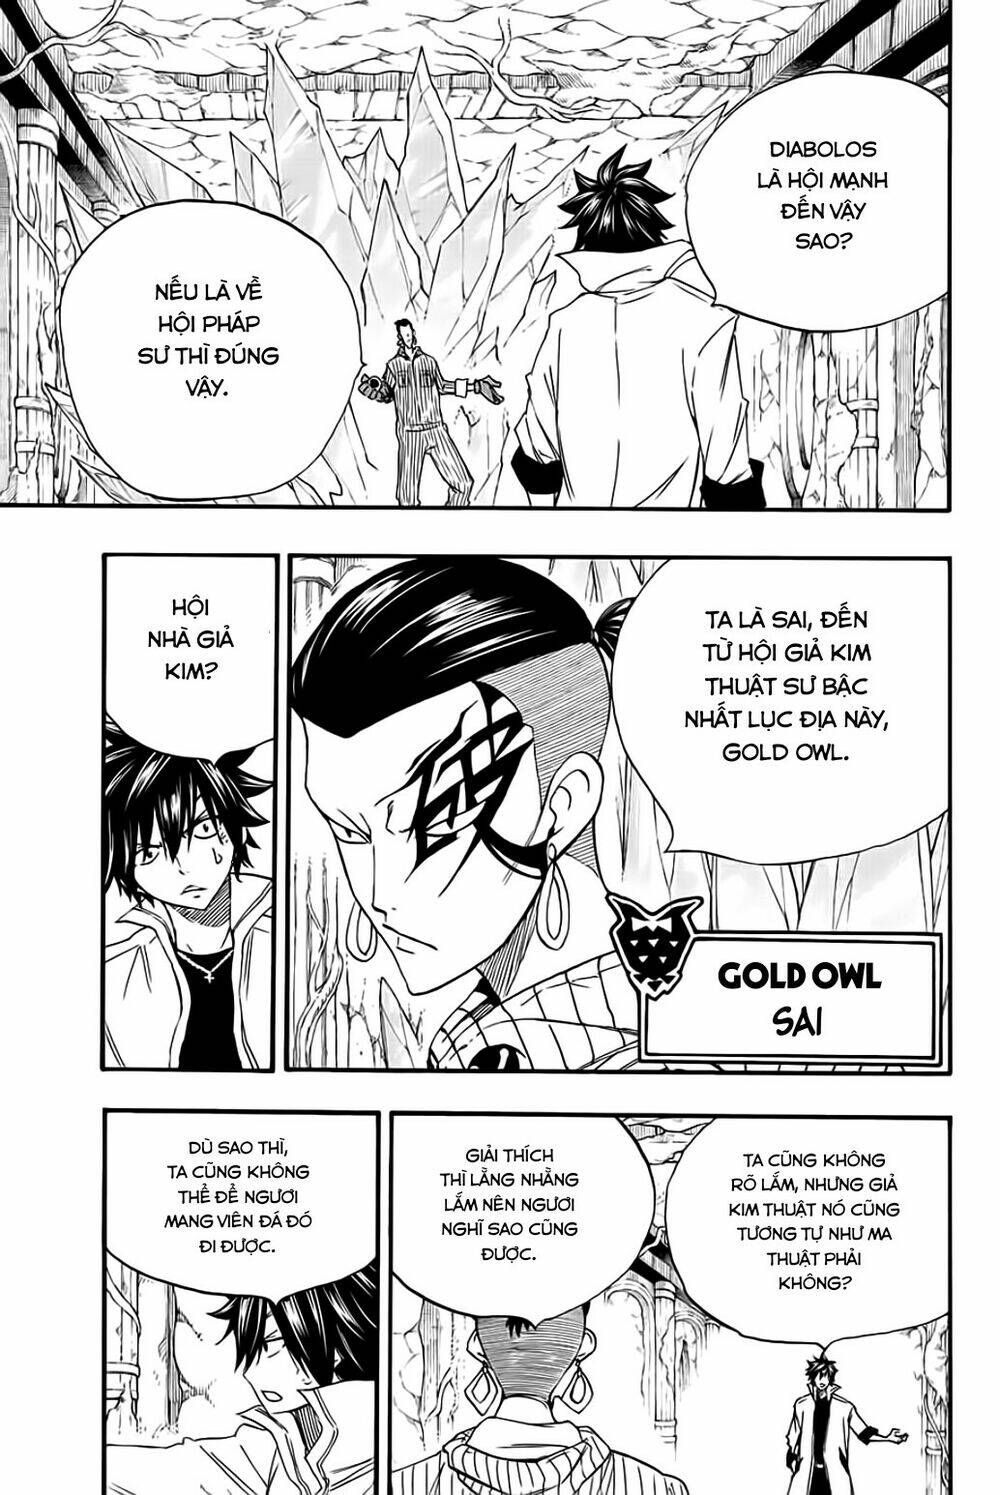 DIABOLOS
LÀ HỘI MẠNH
ĐẾN VẬY
SAO?
NẾU LÀ VỀ
HỘI PHÁP
SƯ THÌ ĐÚNG
VẬY.
TA LÀ SAI, ĐẾN
TỪ HỘI GIẢ KIM
THUẬT SƯ BẬC
NHẤT LỤC ĐỊA NÀY,
GOLD OWL.
GOLD OWL
SAI
HỘI
NHÀ GIẢ
KIM?
TA CŨNG KHÔNG
RÕ LẮM, NHƯNG GIẢ
KIM THUẬT NÓ CŨNG
TƯƠNG TỰ NHƯ MA
THUẬT PHẢI
KHÔNG?
GIẢI THÍCH
THÌ LẰNG NHẰNG
LẮM NÊN NGƯƠI
NGHĨ SAO CŨNG
ĐƯỢC.
DÙ SAO THÌ,
TA CŨNG KHÔNG
THỂ ĐỂ NGƯƠI
MANG VIÊN ĐÁ ĐÓ
ĐI ĐƯỢC.